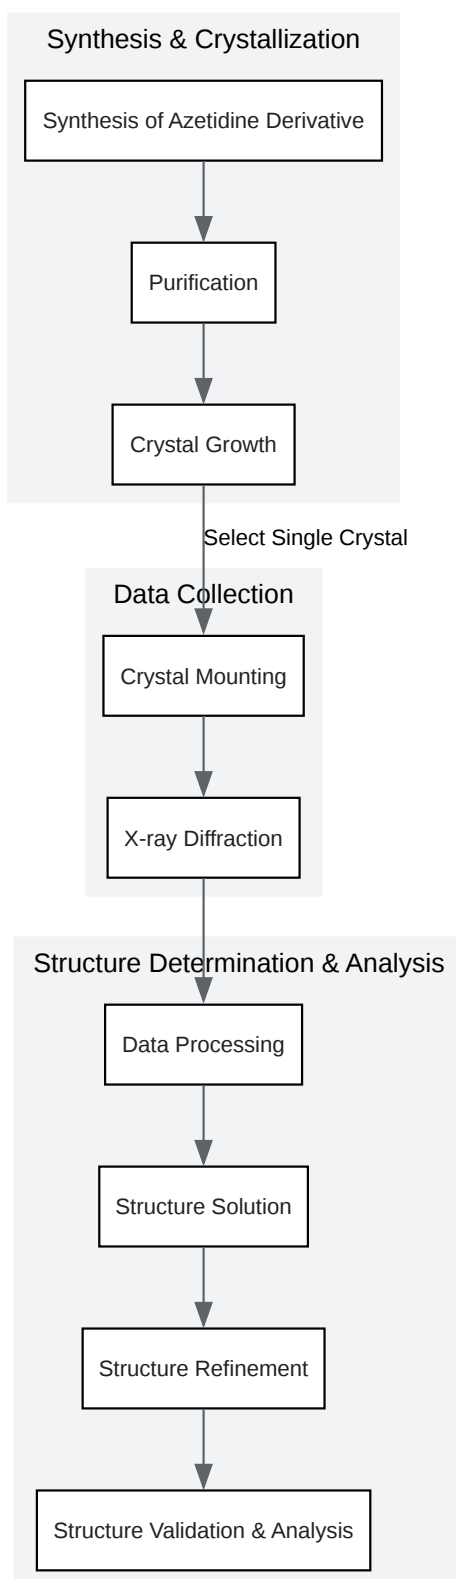 Synthesis & Crystallization
Synthesis of Azetidine Derivative
Purification
Crystal Growth
Select Single Crystal
Data Collection
Crystal Mounting
X-ray Diffraction
Structure Determination & Analysis
Data Processing
Structure Solution
Structure Refinement
Structure Validation & Analysis